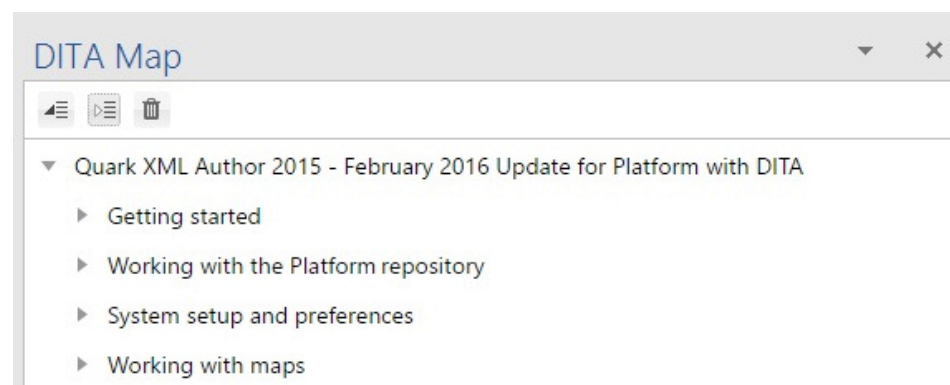 DITA Map
Quark XML Author 2015 - February 2016 Update for Platform with DITA
Getting started
Working with the Platform repository
System setup and preferences
Working with maps